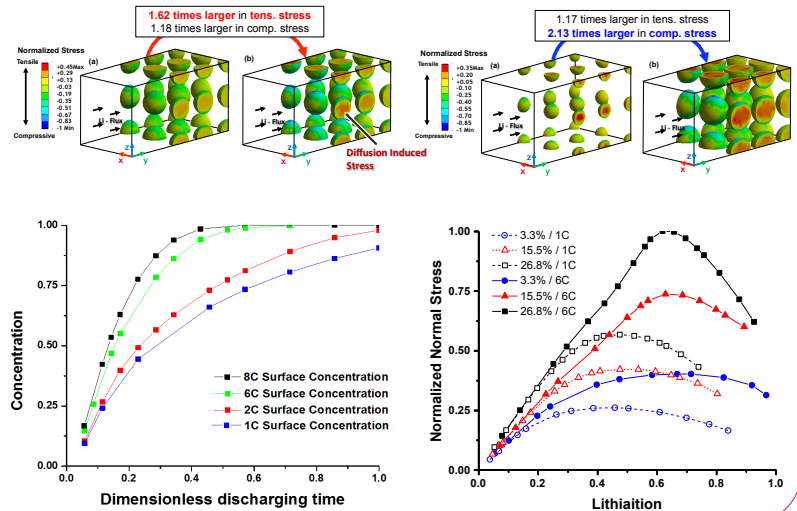 1.62 times larger in tens. stress
1.18 times larger in comp. stress
Normalized Stress
Tensile
+0.45Max
+0.29
+0.13
-0.03
-0.19
-0.35
-0.51
-0.67
-0.83
-1 Min
Compressive
(a)
Li - Flux
z
x
y
(b)
Li - Flux
z
x
y
Diffusion Induced
Stress
1.17 times larger in tens. stress
2.13 times larger in comp. stress
Normalized Stress
Tensile
+0.35Max
+0.20
+0.05
-0.10
-0.25
-0.40
-0.55
-0.70
-0.85
-1 Min
Compressive
(a)
Li - Flux
z
x
y
(b)
Li - Flux
z
x
y
Concentration
1.00
0.75
0.50
0.25
0.00
8C Surface Concentration
6C Surface Concentration
2C Surface Concentration
1C Surface Concentration
0.0 0.2 0.4 0.6 0.8 1.0
Dimensionless discharging time
Normalized Normal Stress
1.00
0.75
0.50
0.25
0.00
3.3% / 1C
15.5% / 1C
26.8% / 1C
3.3% / 6C
15.5% / 6C
26.8% / 6C
0.0 0.2 0.4 0.6 0.8 1.0
Lithiaition